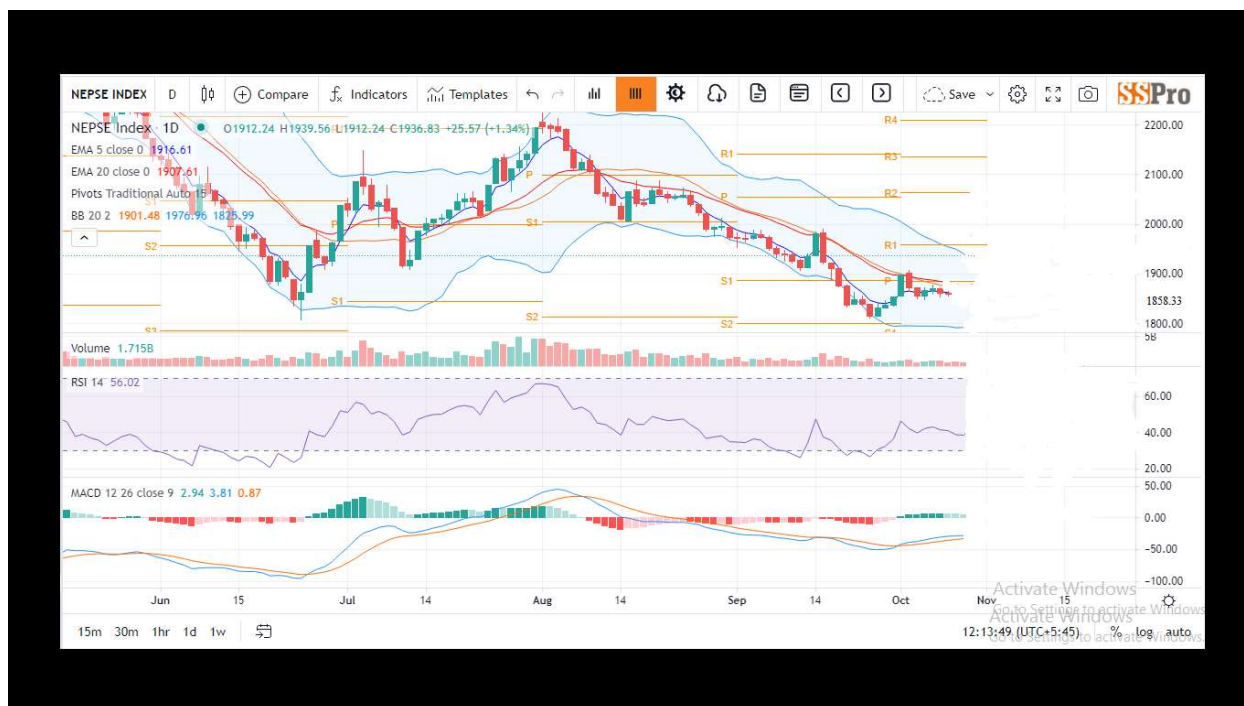 NEPSE INDEX D Compare Indicators Templates Save SSPro
NEPSE Index · 1D O1912.24 H1939.56 L1912.24 C1936.83 +25.57 (+1.34%)
EMA 5 close 0 1916.61
EMA 20 close 0 1907.61
Pivots Traditional Auto 15
BB 20 2 1901.48 1976.96 1825.99
S1
S2
S3
P
S1
P
S1
S2
R1
P
S1
S2
R4
R3
R2
R1
P
S1
2200.00
2100.00
2000.00
1900.00
1858.33
1800.00
Volume 1.715B
5B
RSI 14 56.02
60.00
40.00
20.00
MACD 12 26 close 9 2.94 3.81 0.87
50.00
0.00
−50.00
−100.00
Jun 15 Jul 14 Aug 14 Sep 14 Oct Nov 15
Activate Windows
Go to Settings to activate Windows
Activate Windows
Go to Settings to activate Windows.
15m 30m 1hr 1d 1w 12:13:49 (UTC+5:45) % log auto